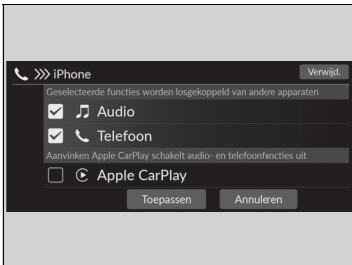 iPhone
Verwijd.
Geselecteerde functies worden losgekoppeld van andere apparaten
Audio
Telefoon
Aanvinken Apple CarPlay schakelt audio- en telefoonfuncties uit
Apple CarPlay
Toepassen
Annuleren